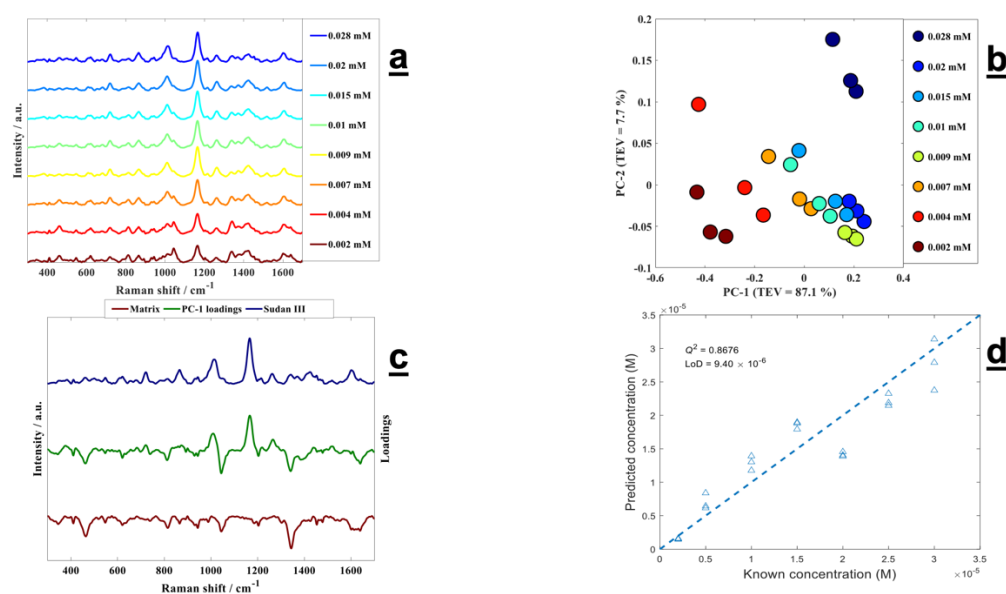 a
0.028 mM
0.02 mM
0.015 mM
0.01 mM
0.009 mM
0.007 mM
0.004 mM
0.002 mM
Intensity / a.u.
400 600 800 1000 1200 1400 1600
Raman shift / cm-1
b
0.028 mM
0.02 mM
0.015 mM
0.01 mM
0.009 mM
0.007 mM
0.004 mM
0.002 mM
PC-2 (TEV = 7.7 %)
0.2
0.15
0.1
0.05
0
-0.05
-0.1
-0.6 -0.4 -0.2 0 0.2 0.4
PC-1 (TEV = 87.1 %)
Matrix PC-1 loadings Sudan III
c
Intensity / a.u.
Loadings
400 600 800 1000 1200 1400 1600
Raman shift / cm-1
×10-5
d
Q2 = 0.8676
LoD = 9.40 × 10-6
Predicted concentration (M)
3.5
3
2.5
2
1.5
1
0.5
0
0 0.5 1 1.5 2 2.5 3 3.5
Known concentration (M)
×10-5